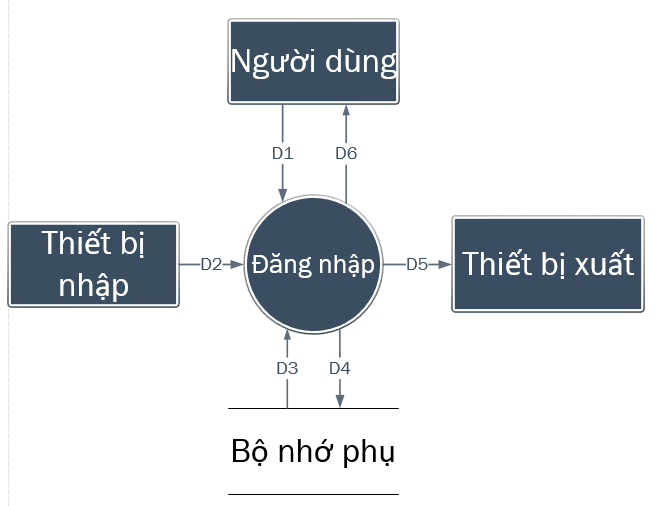 Người dùng
D1
D6
Thiết bị
nhập
D2
Đăng nhập
D5
Thiết bị xuất
D3
D4
Bộ nhớ phụ